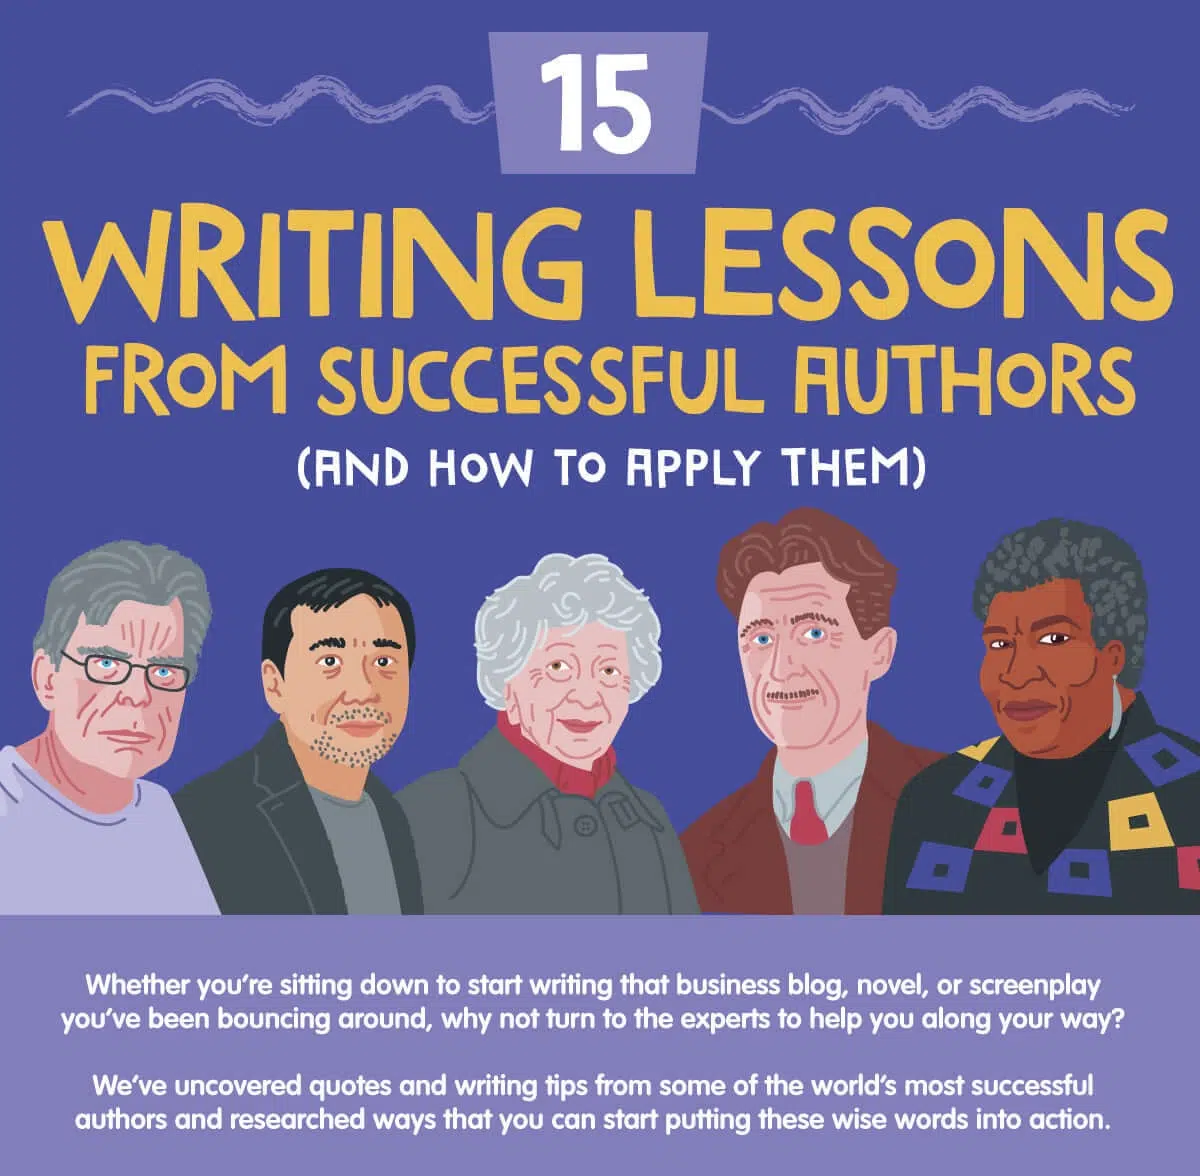 15
WRITING LESSONS
FROM SUCCESSFUL AUTHORS
(AND HOW TO APPLY THEM)
Whether you're sitting down to start writing that business blog, novel, or screenplay
you've been bouncing around, why not turn to the experts to help you along your way?
We've uncovered quotes and writing tips from some of the world's most successful
authors and researched ways that you can start putting these wise words into action.